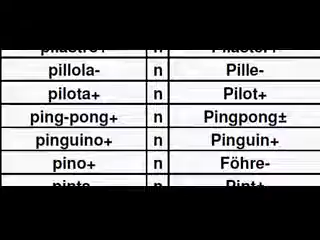 pillola- n Pille-
pilota+ n Pilot+
ping-pong+ n Pingpong±
pinguino+ n Pinguin+
pino+ n Föhre-